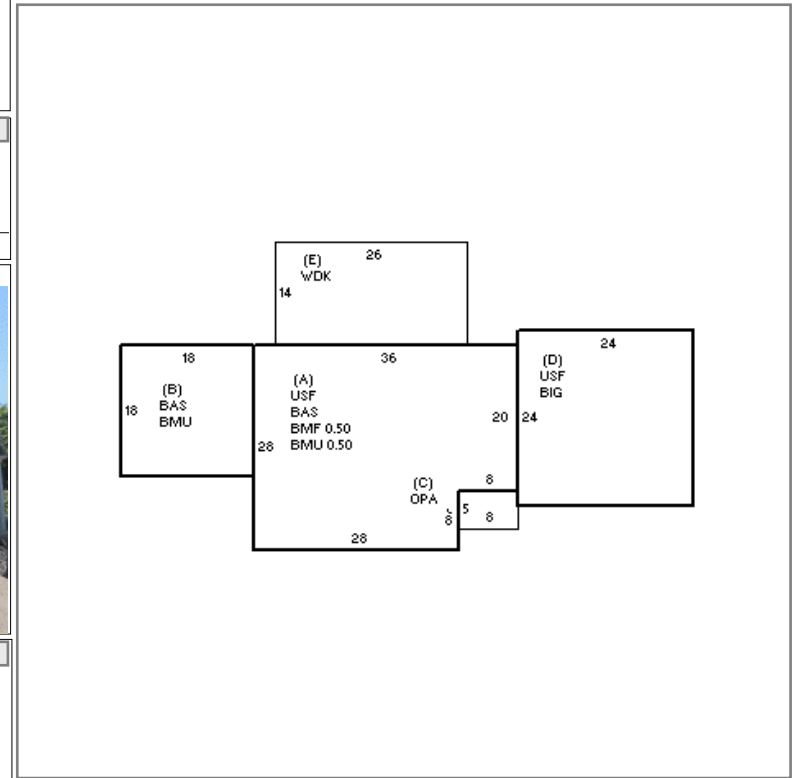 (E)
WDK
26
14
18
(B)
BAS
BMU
18
36
(A)
USF
BAS
BMF 0.50
BMU 0.50
28
20
(C)
OPA
8
5
8
8
28
24
(D)
USF
BIG
24